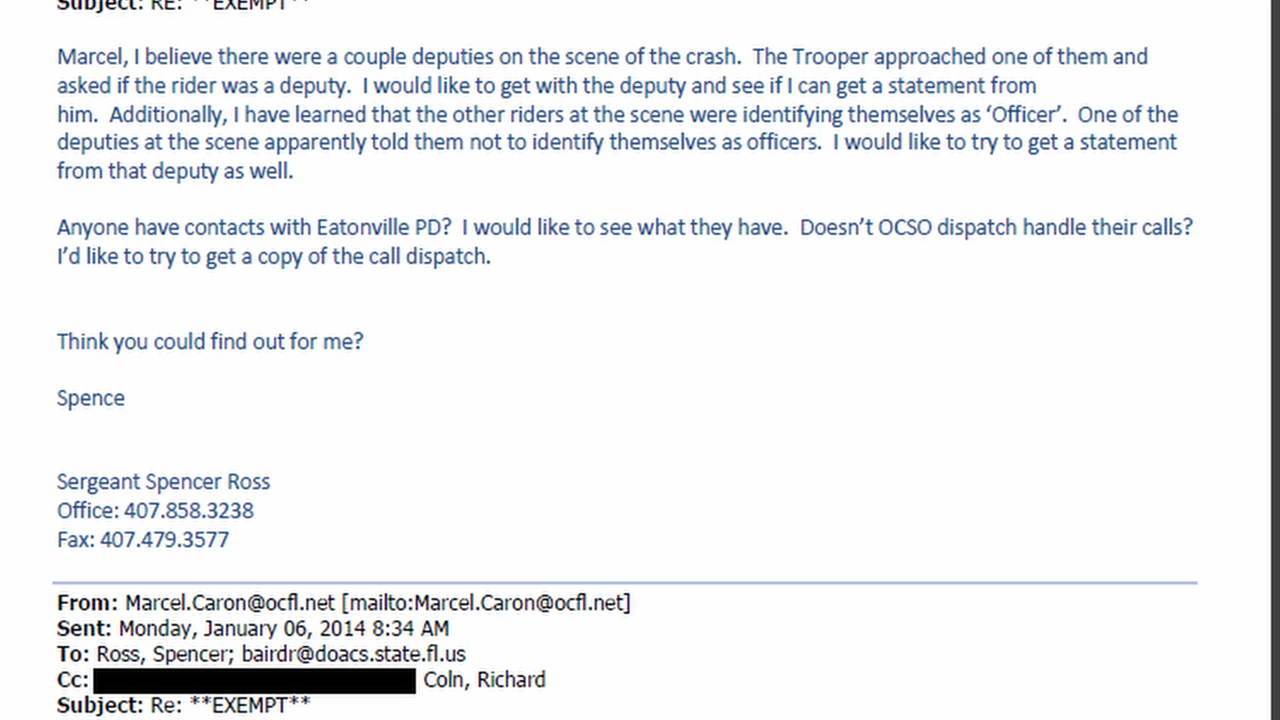 Subject: RE: **EXEMPT**
Marcel, I believe there were a couple deputies on the scene of the crash.  The Trooper approached one of them and
asked if the rider was a deputy.  I would like to get with the deputy and see if I can get a statement from
him.  Additionally, I have learned that the other riders at the scene were identifying themselves as ‘Officer’.  One of the
deputies at the scene apparently told them not to identify themselves as officers.  I would like to try to get a statement
from that deputy as well.
Anyone have contacts with Eatonville PD?  I would like to see what they have.  Doesn’t OCSO dispatch handle their calls?
I’d like to try to get a copy of the call dispatch.
Think you could find out for me?
Spence
Sergeant Spencer Ross
Office: 407.858.3238
Fax: 407.479.3577
From: Marcel.Caron@ocfl.net [mailto:Marcel.Caron@ocfl.net]
Sent: Monday, January 06, 2014 8:34 AM
To: Ross, Spencer; bairdr@doacs.state.fl.us
Cc: Coln, Richard
Subject: Re: **EXEMPT**